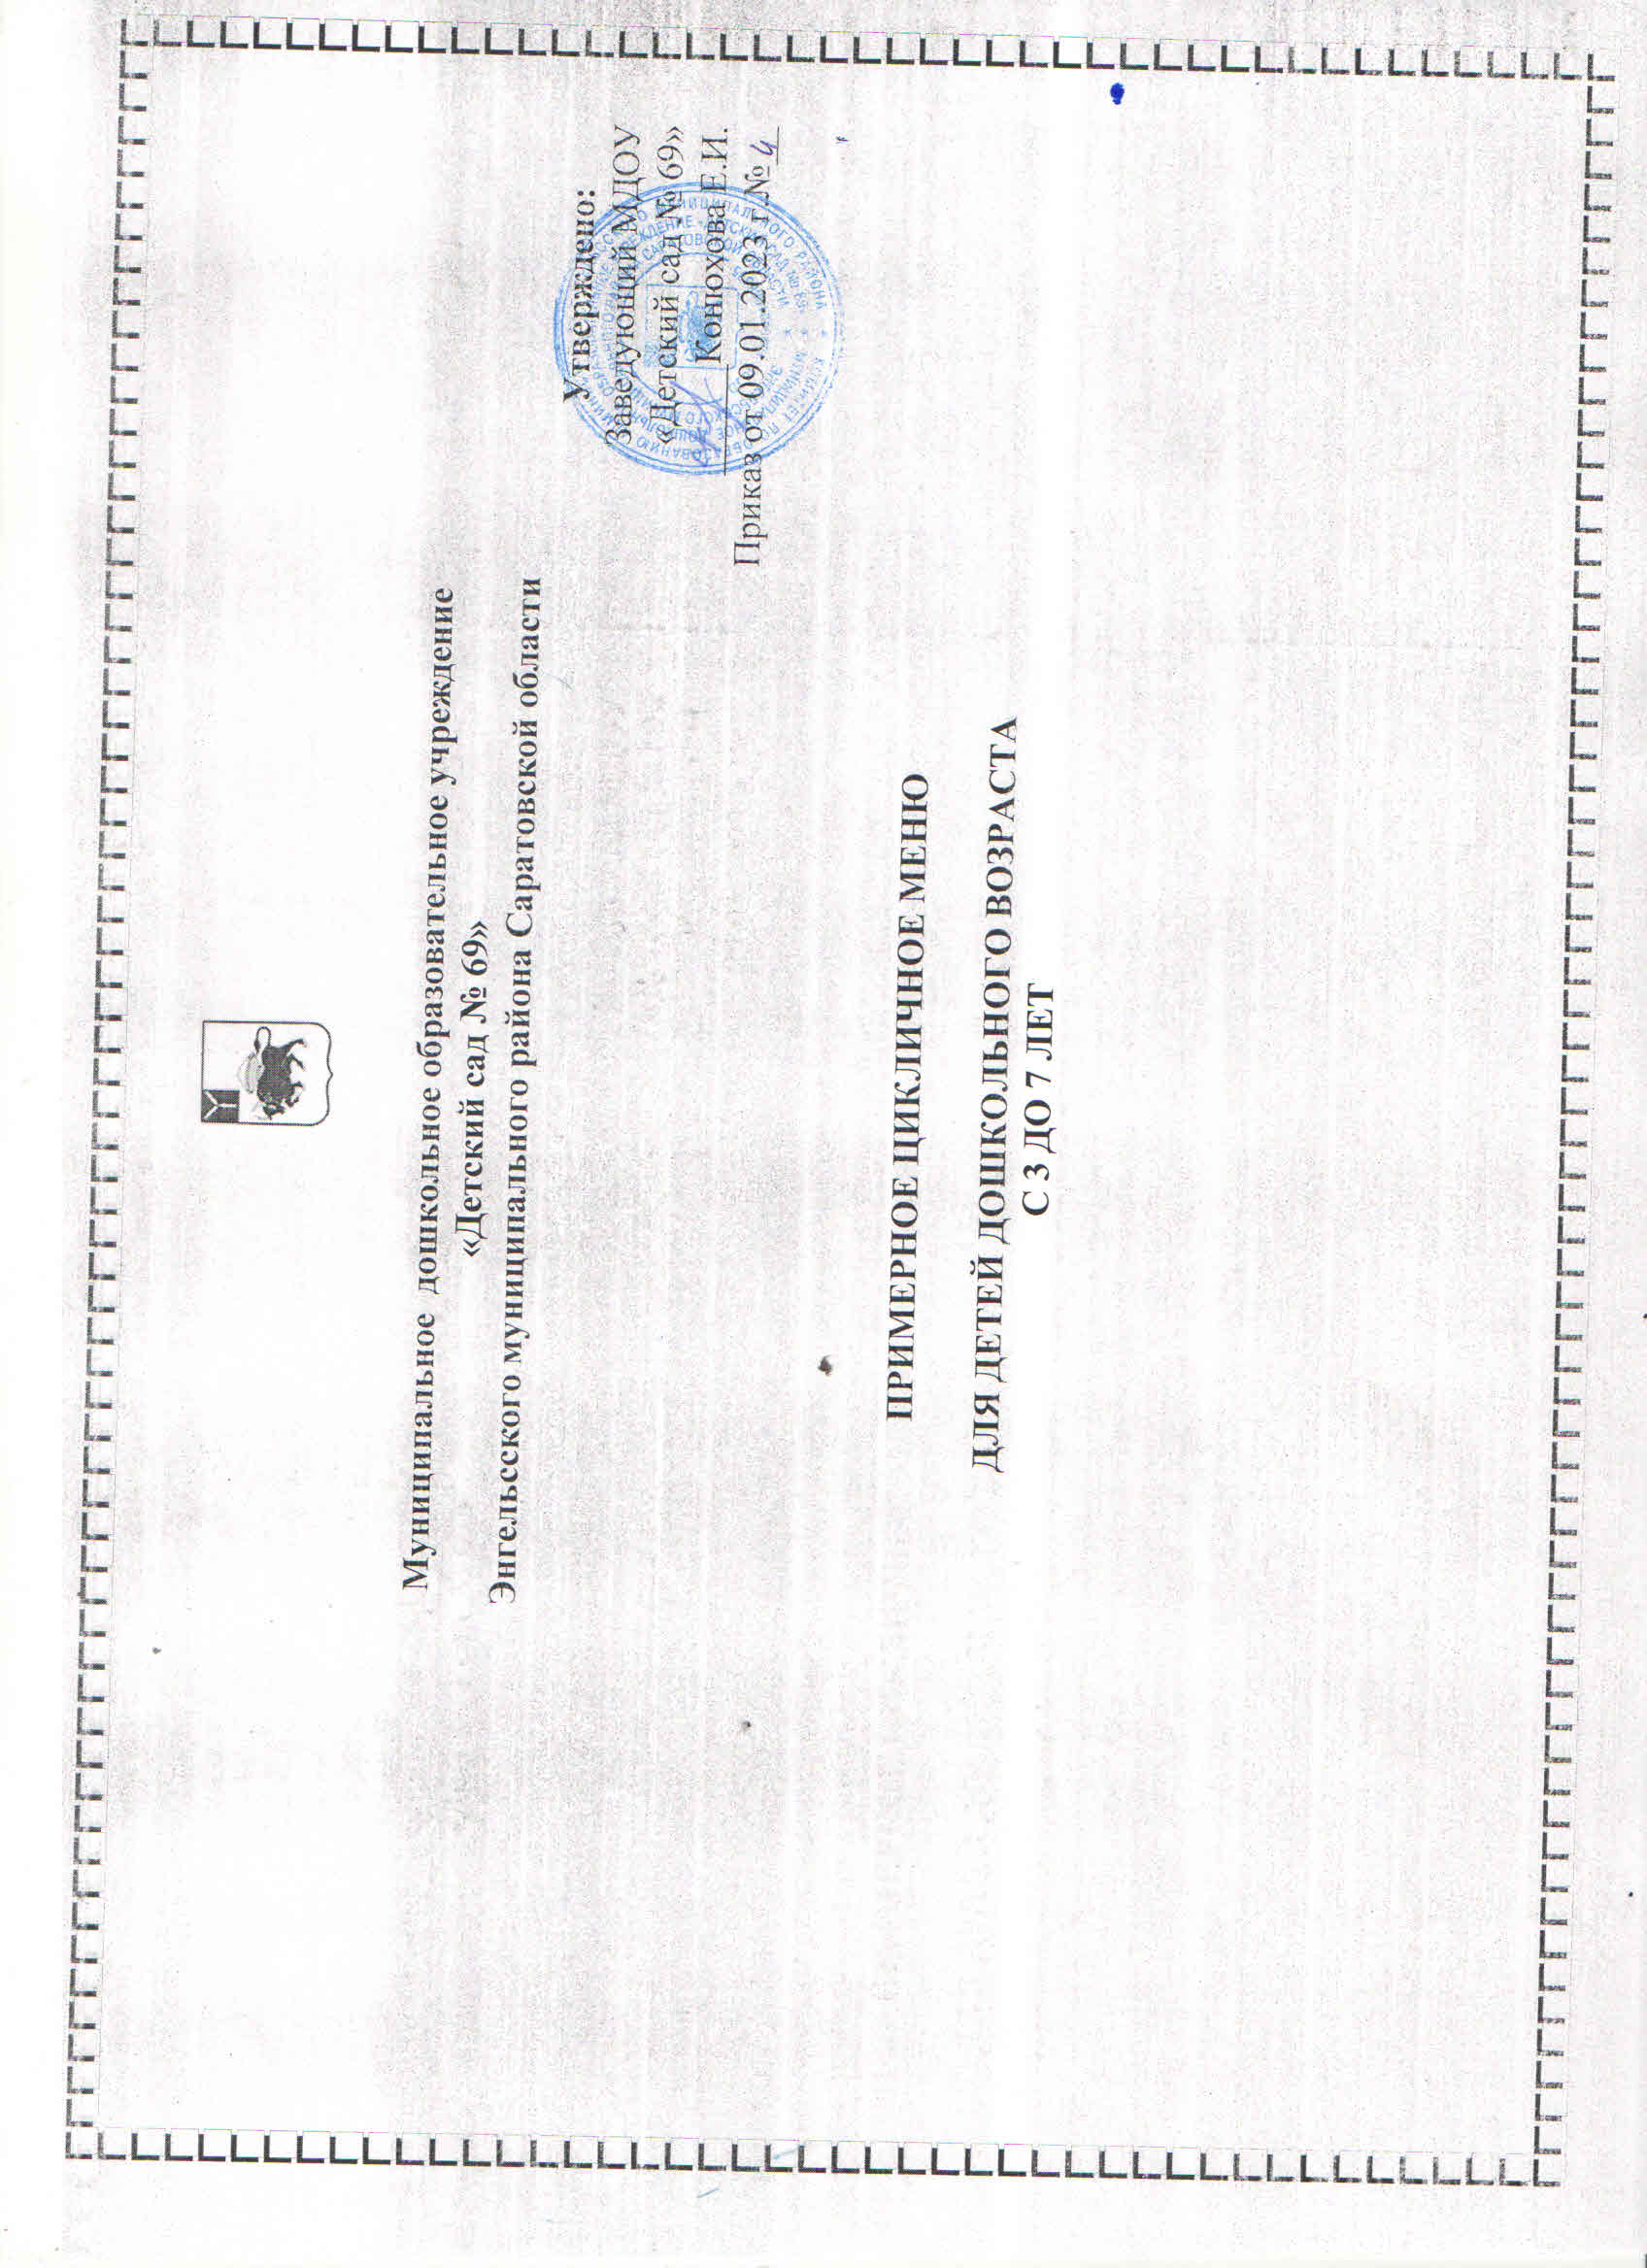 Муниципальное дошкольное образовательное учреждение
«Детский сад № 69»
Энгельсского муниципального района Саратовской области
Утверждено:
Заведующий МДОУ
«Детский сад № 69»
Конюхова Е.И.
Приказ от 09.01.2023 г. № 4
ПРИМЕРНОЕ ЦИКЛИЧНОЕ МЕНЮ
ДЛЯ ДЕТЕЙ ДОШКОЛЬНОГО ВОЗРАСТА
С 3 ДО 7 ЛЕТ